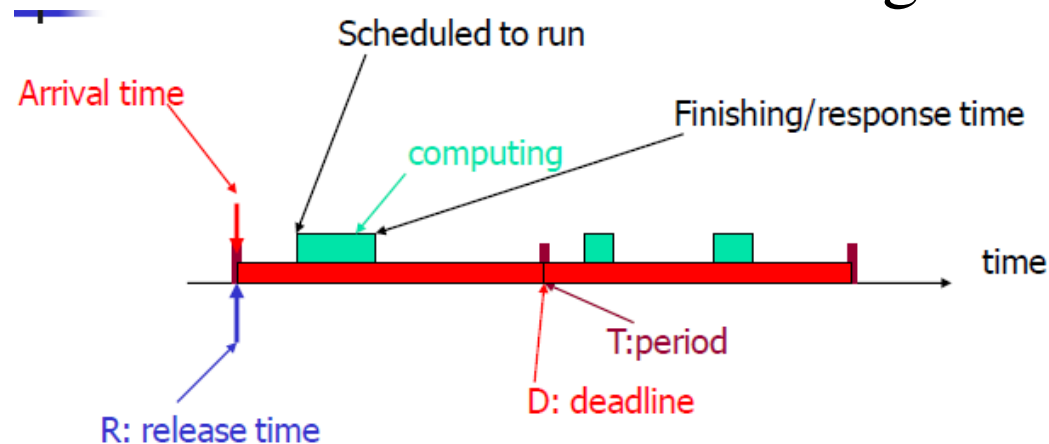 Scheduled to run
Arrival time
Finishing/response time
computing
time
T:period
D: deadline
R: release time